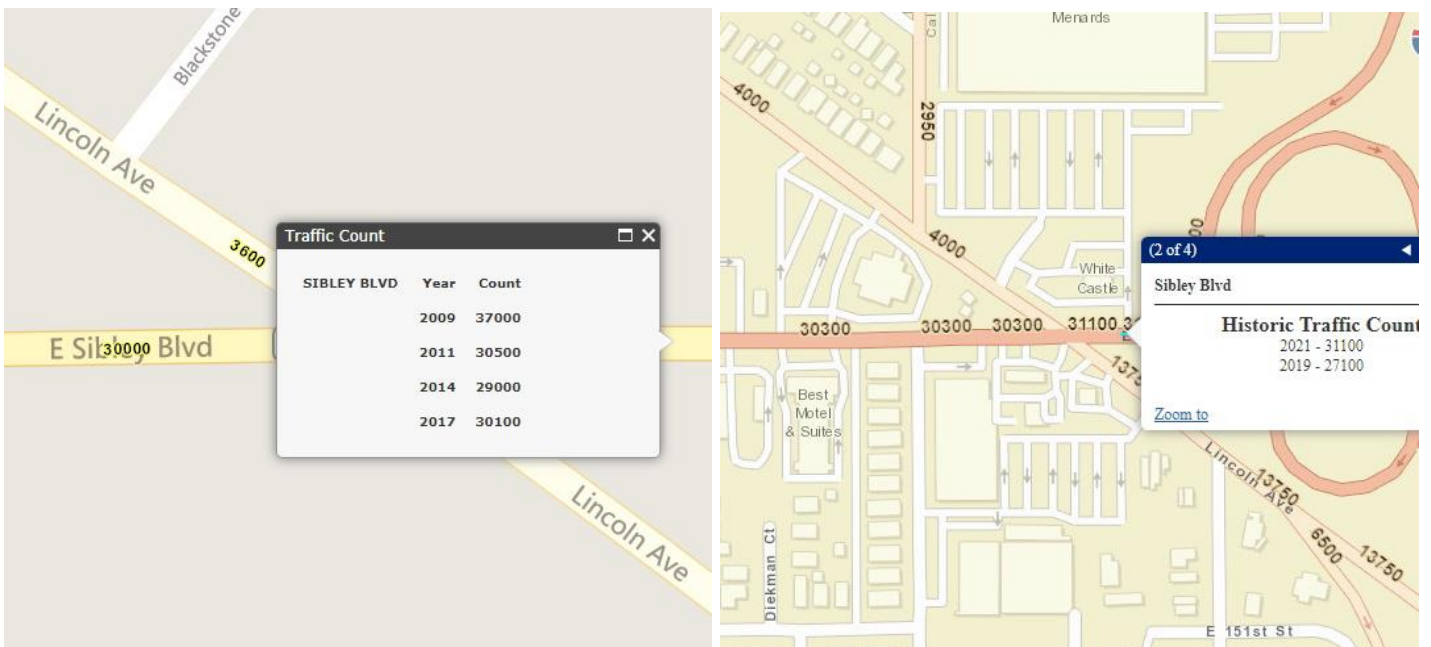 Blackstone
Lincoln Ave
3600
E Sibley Blvd
30000
Traffic Count
SIBLEY BLVD Year Count
2009 37000
2011 30500
2014 29000
2017 30100
Lincoln Ave
Cal
Menards
4000
2950
4000
White
Castle
30300
30300
30300
31100
(2 of 4)
Sibley Blvd
Historic Traffic Count
2021 - 31100
2019 - 27100
Zoom to
Best
Motel
& Suites
Lincoln Ave
13750
6500
13750
Diekman Ct
E 151st St